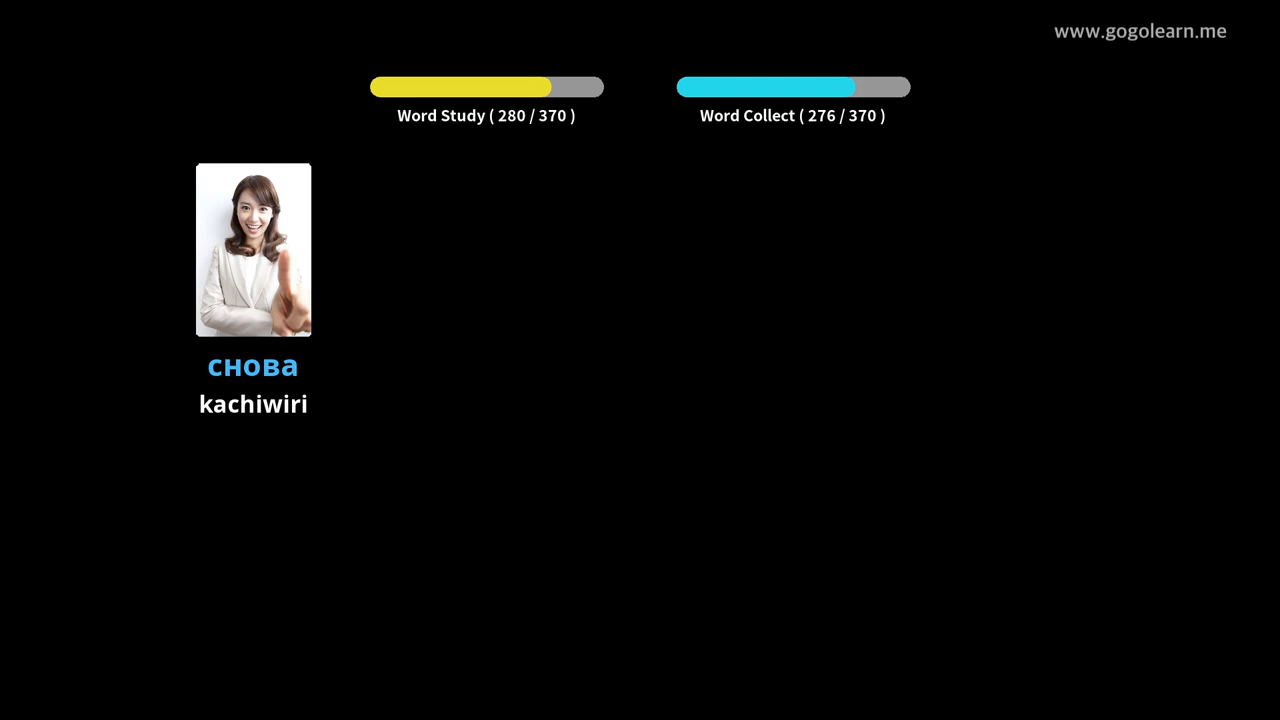 www.gogolearn.me
Word Study ( 280 / 370 )
Word Collect ( 276 / 370 )
снова
kachiwiri